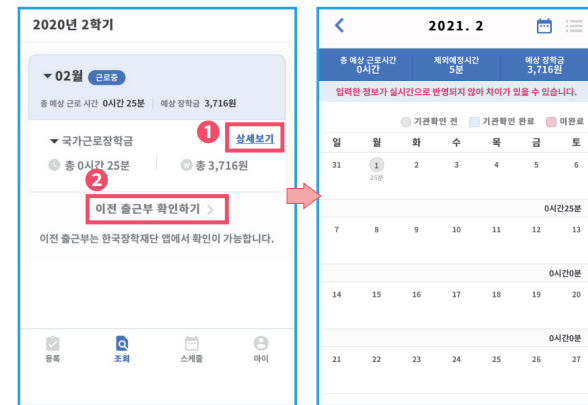 2020년 2학기
▼ 02월 근로중
총 예상 근로 시간 0시간 25분 예상 장학금 3,716원
1
▼ 국가근로장학금 상세보기
총 0시간 25분 총 3,716원
2
이전 출근부 확인하기 >
이전 출근부는 한국장학재단 앱에서 확인이 가능합니다.
등록 조회 스케줄 마이
2021. 2
총 예상 근로시간 제외예정시간 예상 장학금
0시간 5분 3,716원
입력한 정보가 실시간으로 반영되지 않아 차이가 있을 수 있습니다.
기관확인 전 기관확인 완료 미완료
일 월 화 수 목 금 토
31 1 2 3 4 5 6
25분
0시간25분
7 8 9 10 11 12 13
0시간0분
14 15 16 17 18 19 20
0시간0분
21 22 23 24 25 26 27